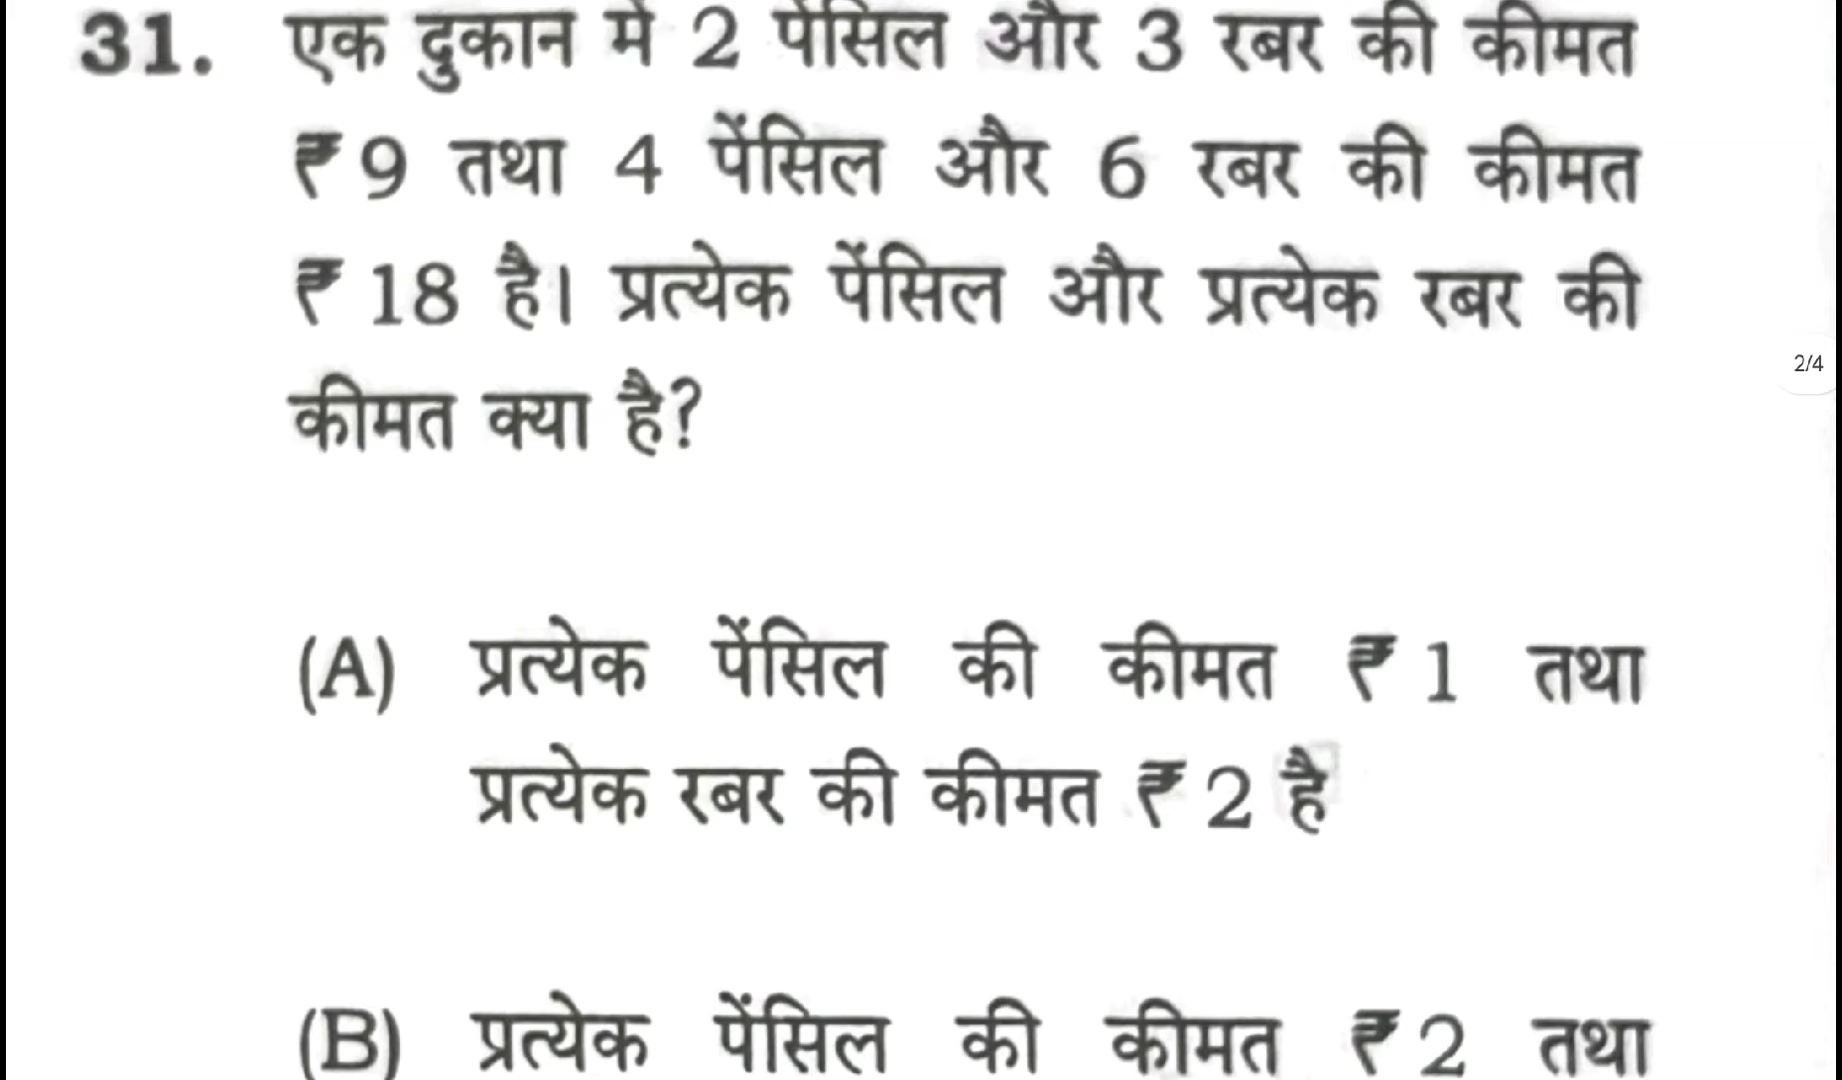 31. एक दुकान में 2 पेंसिल और 3 रबर की कीमत
₹ 9 तथा 4 पेंसिल और 6 रबर की कीमत
₹ 18 है। प्रत्येक पेंसिल और प्रत्येक रबर की
कीमत क्या है?
2/4
(A) प्रत्येक पेंसिल की कीमत ₹ 1 तथा
प्रत्येक रबर की कीमत ₹ 2 है
(B) प्रत्येक पेंसिल की कीमत ₹ 2 तथा